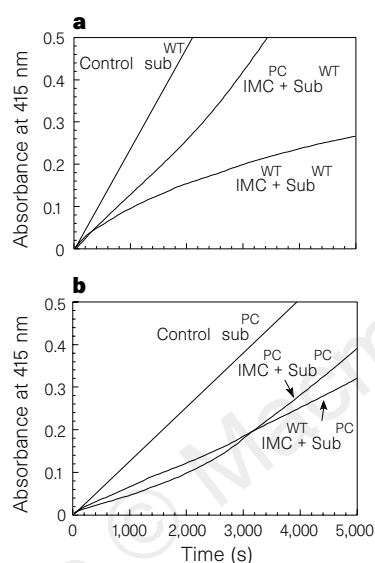 a
Absorbance at 415 nm
0.5
0.4
0.3
0.2
0.1
0
WT
Control sub
PC WT
IMC + Sub
WT WT
IMC + Sub
b
Absorbance at 415 nm
0.5
0.4
0.3
0.2
0.1
0
PC
Control sub
PC PC
IMC + Sub
WT PC
IMC + Sub
0 1,000 2,000 3,000 4,000 5,000
Time (s)
© Macm